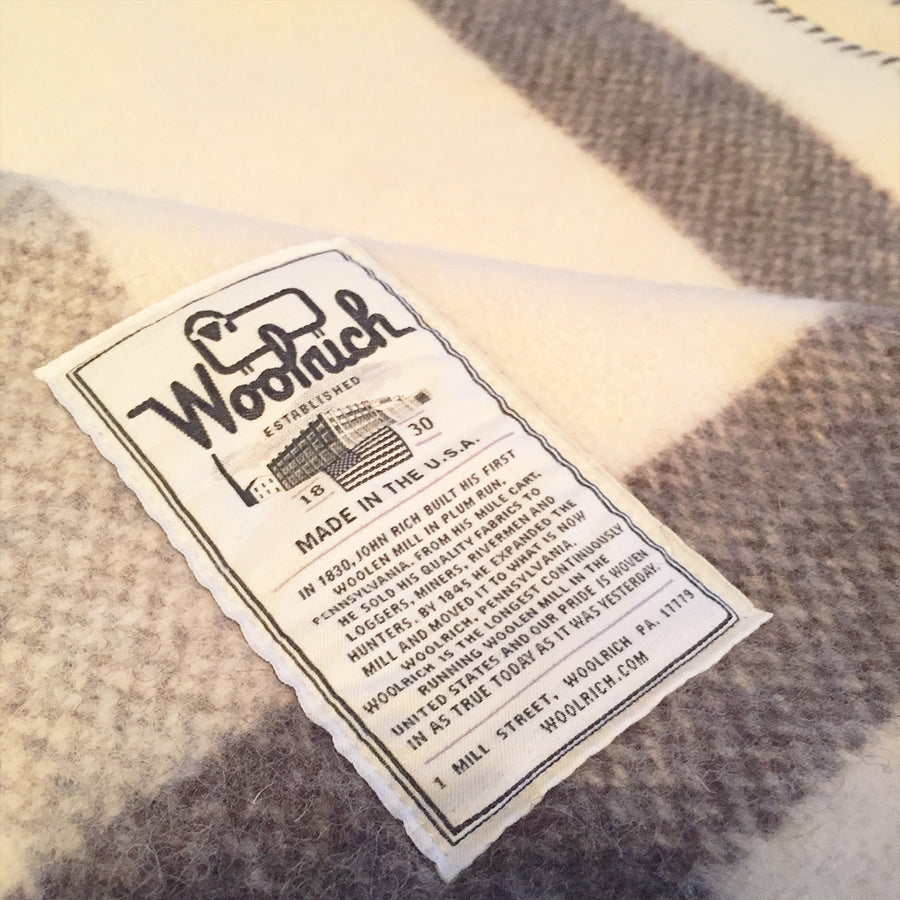 Woolrich
ESTABLISHED
18 30
MADE IN THE U.S.A.
IN 1830, JOHN RICH BUILT HIS FIRST
WOOLEN MILL IN PLUM RUN,
PENNSYLVANIA. FROM HIS MULE CART,
HE SOLD HIS QUALITY FABRICS TO
LOGGERS, MINERS, RIVERMEN AND
HUNTERS. BY 1845 HE EXPANDED THE
MILL AND MOVED IT TO WHAT IS NOW
WOOLRICH, PENNSYLVANIA.
WOOLRICH IS THE LONGEST CONTINUOUSLY
RUNNING WOOLEN MILL IN THE
UNITED STATES AND OUR PRIDE IS WOVEN
IN AS TRUE TODAY AS IT WAS YESTERDAY.
1 MILL STREET, WOOLRICH PA. 17779
WOOLRICH.COM